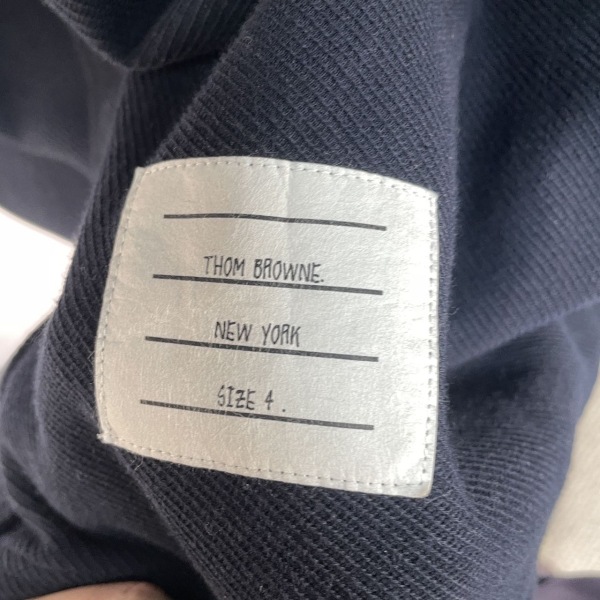 THOM BROWNE.
NEW YORK
SIZE 4 .